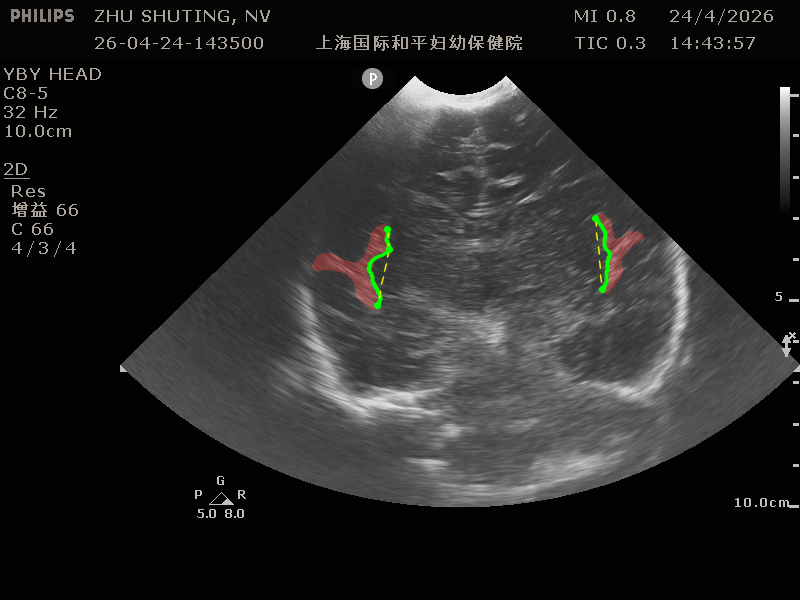 PHILIPS ZHU SHUTING, NV MI 0.8 24/4/2026
26-04-24-143500 上海国际和平妇幼保健院 TIC 0.3 14:43:57
YBY HEAD
C8-5
32 Hz
10.0cm
2D
Res
增益 66
C 66
4/3/4
P
5
x
10.0cm
G
P R
5.0 8.0